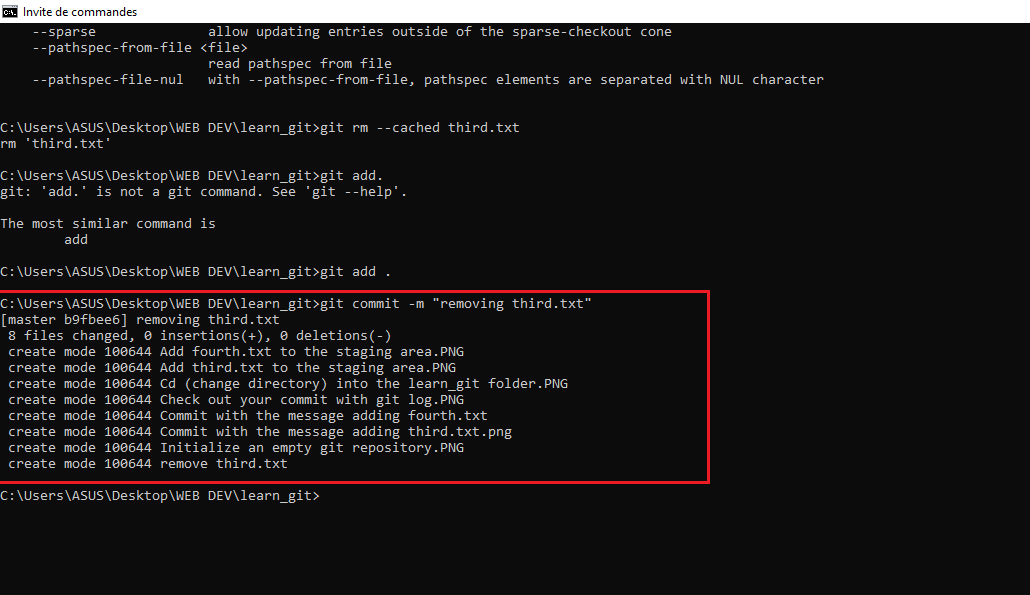 Invite de commandes
--sparse allow updating entries outside of the sparse-checkout cone
--pathspec-from-file <file>
read pathspec from file
--pathspec-file-nul with --pathspec-from-file, pathspec elements are separated with NUL character
C:\Users\ASUS\Desktop\WEB DEV\learn_git>git rm --cached third.txt
rm 'third.txt'
C:\Users\ASUS\Desktop\WEB DEV\learn_git>git add.
git: 'add.' is not a git command. See 'git --help'.
The most similar command is
add
C:\Users\ASUS\Desktop\WEB DEV\learn_git>git add .
C:\Users\ASUS\Desktop\WEB DEV\learn_git>git commit -m "removing third.txt"
[master b9fbee6] removing third.txt
8 files changed, 0 insertions(+), 0 deletions(-)
create mode 100644 Add fourth.txt to the staging area.PNG
create mode 100644 Add third.txt to the staging area.PNG
create mode 100644 Cd (change directory) into the learn_git folder.PNG
create mode 100644 Check out your commit with git log.PNG
create mode 100644 Commit with the message adding fourth.txt
create mode 100644 Commit with the message adding third.txt.png
create mode 100644 Initialize an empty git repository.PNG
create mode 100644 remove third.txt
C:\Users\ASUS\Desktop\WEB DEV\learn_git>